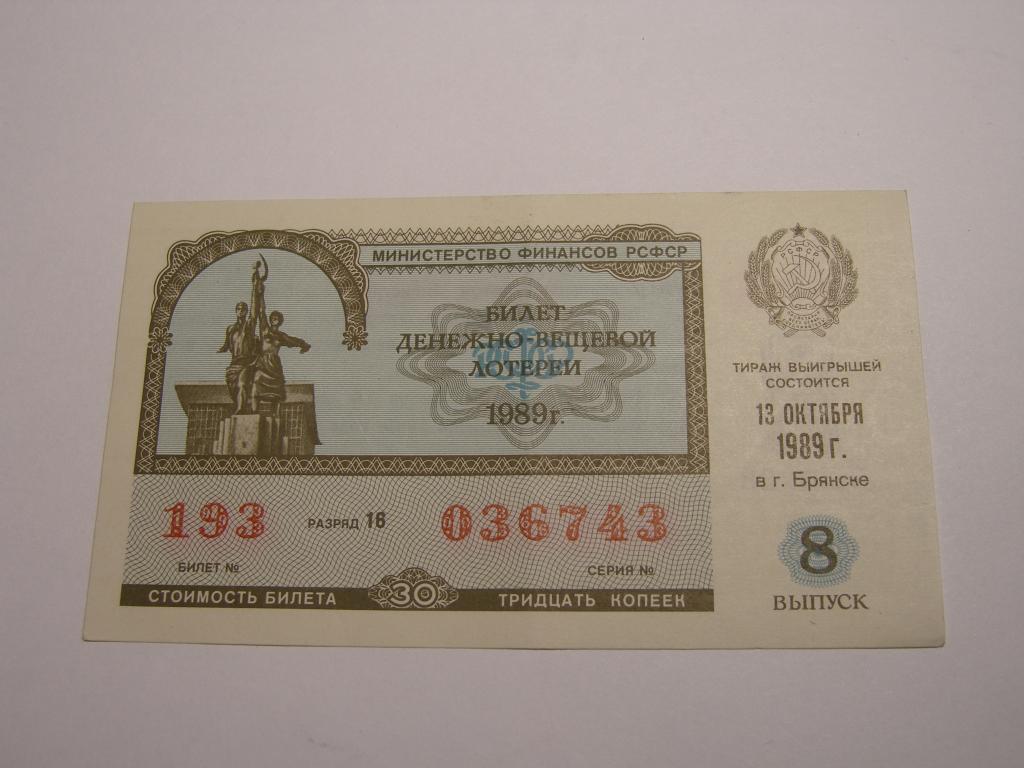 МИНИСТЕРСТВО ФИНАНСОВ РСФСР
БИЛЕТ
ДЕНЕЖНО-ВЕЩЕВОЙ
ЛОТЕРЕИ
1989г.
193
РАЗРЯД 16
036743
БИЛЕТ №
СЕРИЯ №
СТОИМОСТЬ БИЛЕТА
30
ТРИДЦАТЬ КОПЕЕК
ТИРАЖ ВЫИГРЫШЕЙ
СОСТОИТСЯ
13 ОКТЯБРЯ
1989 г.
в г. Брянске
8
ВЫПУСК